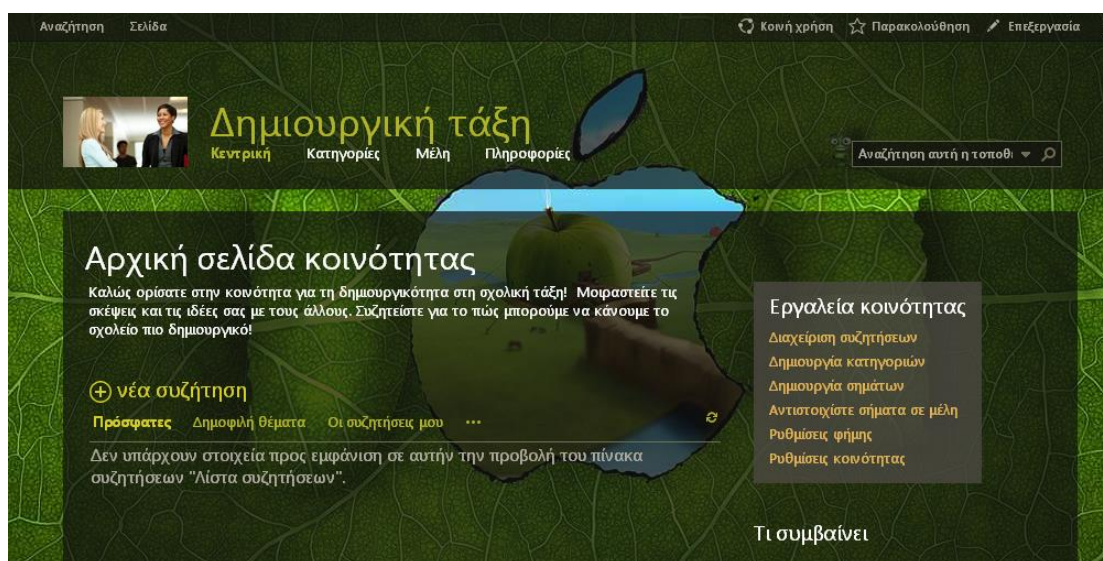 Αναζήτηση Σελίδα
Κοινή χρήση Παρακολούθηση Επεξεργασία
Δημιουργική τάξη
Κεντρική Κατηγορίες Μέλη Πληροφορίες
Αναζήτηση αυτή η τοποθ
Αρχική σελίδα κοινότητας
Καλώς ορίσατε στην κοινότητα για τη δημιουργικότητα στη σχολική τάξη! Μοιραστείτε τις
σκέψεις και τις ιδέες σας με τους άλλους. Συζητείστε για το πώς μπορούμε να κάνουμε το
σχολείο πιο δημιουργικό!
νέα συζήτηση
Πρόσφατες Δημοφιλή θέματα Οι συζητήσεις μου ...
Δεν υπάρχουν στοιχεία προς εμφάνιση σε αυτήν την προβολή του πίνακα
συζητήσεων "Λίστα συζητήσεων".
Εργαλεία κοινότητας
Διαχείριση συζητήσεων
Δημιουργία κατηγοριών
Δημιουργία σημάτων
Αντιστοιχίστε σήματα σε μέλη
Ρυθμίσεις φήμης
Ρυθμίσεις κοινότητας
Τι συμβαίνει